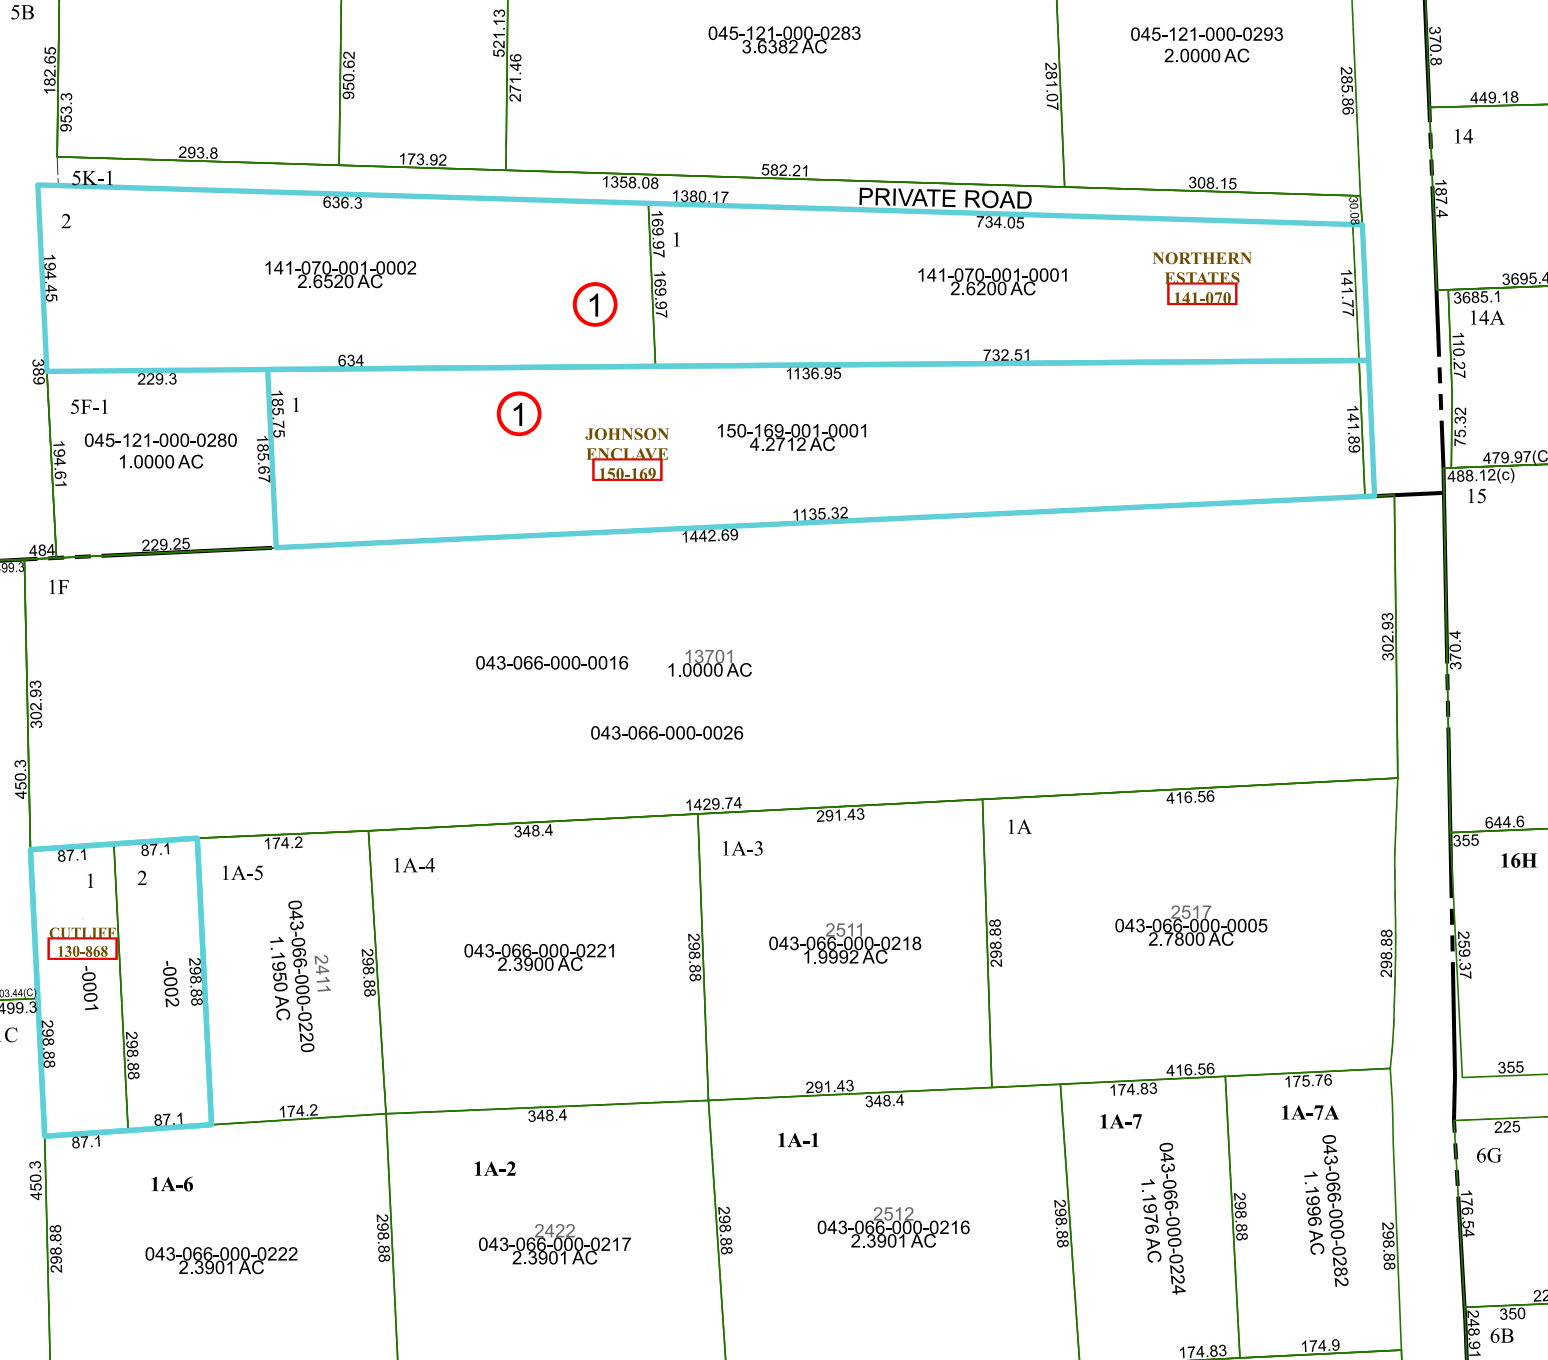 5B
182.65
953.3
950.62
521.13
271.46
045-121-000-0283
3.6382 AC
281.07
045-121-000-0293
2.0000 AC
285.86
370.8
449.18
14
293.8
173.92
582.21
308.15
5K-1
1358.08
1380.17
PRIVATE ROAD
30.08
187.4
636.3
734.05
2
194.45
141-070-001-0002
2.6520 AC
169.97
169.97
1
1
141-070-001-0001
2.6200 AC
NORTHERN
ESTATES
141-070
141.77
3695.4
3685.1
14A
110.27
389
229.3
634
732.51
1136.95
5F-1
045-121-000-0280
1.0000 AC
194.61
185.75
185.67
1
1
JOHNSON
ENCLAVE
150-169
150-169-001-0001
4.2712 AC
141.89
75.32
479.97(C
488.12(c)
15
1135.32
1442.69
484
229.25
99.3
1F
302.93
043-066-000-0016
13701
1.0000 AC
043-066-000-0026
302.93
370.4
450.3
1429.74
291.43
416.56
348.4
174.2
87.1
87.1
1
2
1A-5
1A-4
1A-3
1A
644.6
355
16H
CUTLIFF
130-868
-0001
-0002
298.88
298.88
298.88
043-066-000-0220
1.1950 AC
2411
298.88
043-066-000-0221
2.3900 AC
298.88
2511
043-066-000-0218
1.9992 AC
298.88
2517
043-066-000-0005
2.7800 AC
298.88
259.37
03.44(C)
499.3
C
87.1
87.1
174.2
348.4
291.43
348.4
416.56
174.83
175.76
355
225
450.3
1A-6
1A-2
1A-1
1A-7
1A-7A
6G
298.88
043-066-000-0222
2.3901 AC
298.88
2422
043-066-000-0217
2.3901 AC
298.88
2512
043-066-000-0216
2.3901 AC
298.88
043-066-000-0224
1.1976 AC
298.88
043-066-000-0282
1.1996 AC
298.88
176.54
22
350
6B
248.91
174.83
174.9